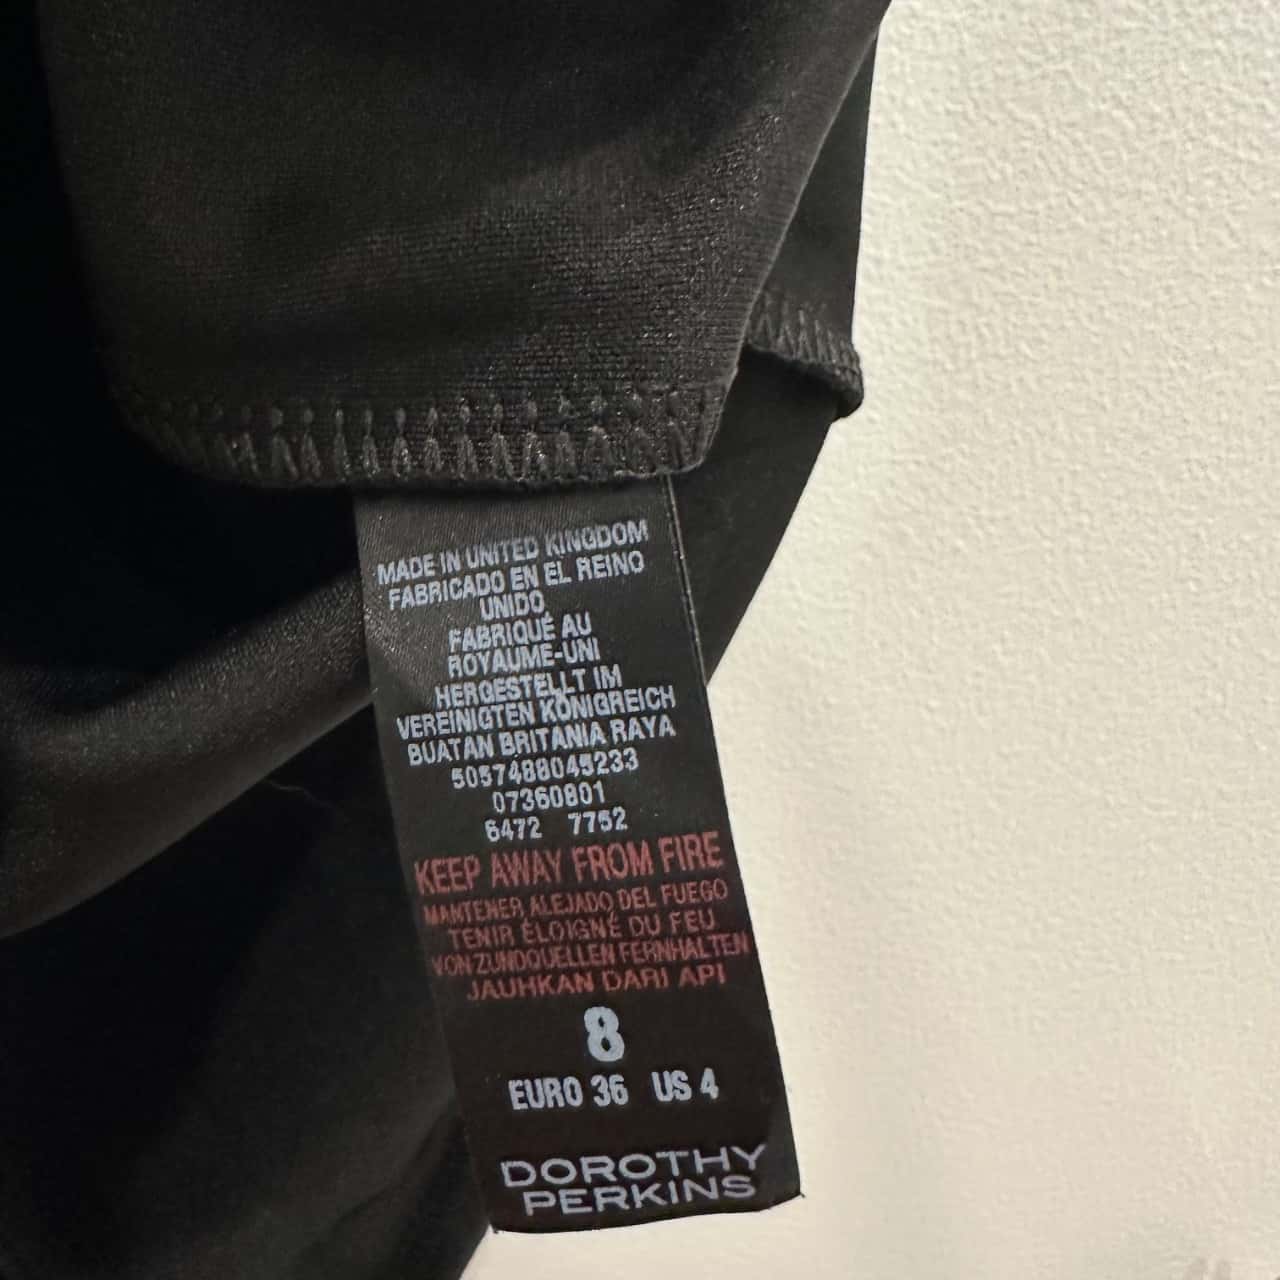 MADE IN UNITED KINGDOM
FABRICADO EN EL REINO
UNIDO
FABRIQUÉ AU
ROYAUME-UNI
HERGESTELLT IM
VEREINIGTEN KÖNIGREICH
BUATAN BRITANIA RAYA
5057488045233
07360801
6472 7752
KEEP AWAY FROM FIRE
MANTENER ALEJADO DEL FUEGO
TENIR ÉLOIGNÉ DU FEU
VON ZUNDQUELLEN FERNHALTEN
JAUHKAN DARI API
8
EURO 36 US 4
DOROTHY
PERKINS